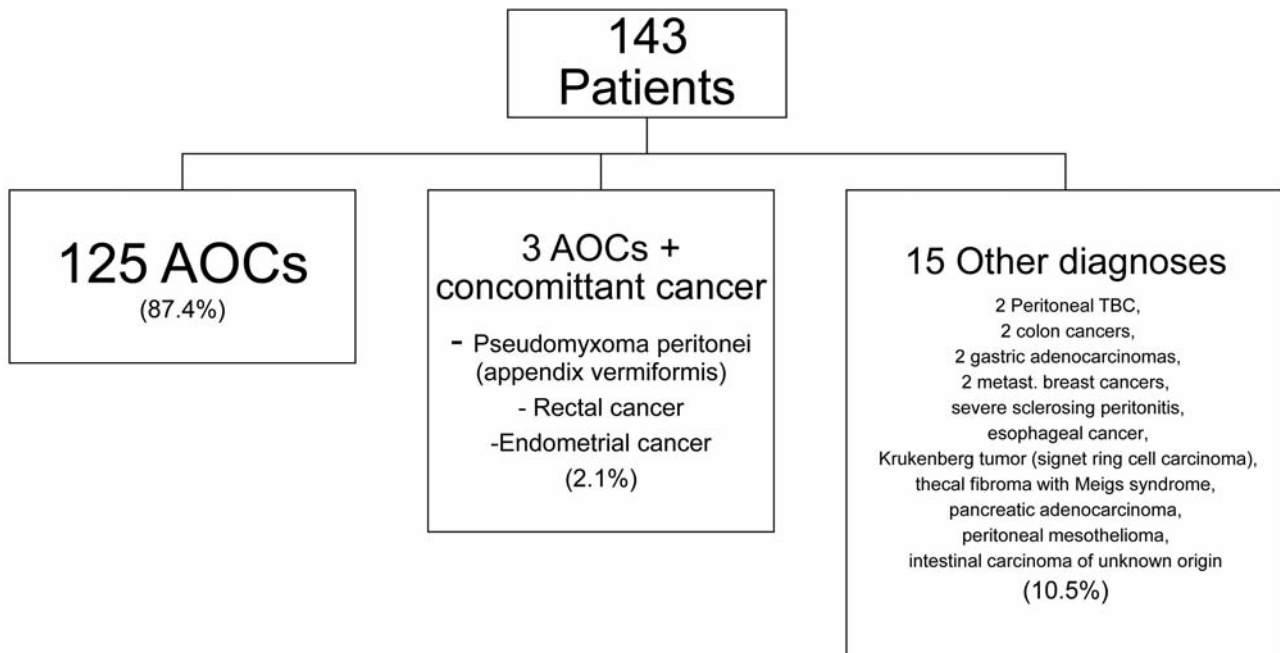 143
Patients
125 AOCs
(87.4%)
3 AOCs +
concomittant cancer
- Pseudomyxoma peritonei
(appendix vermiformis)
- Rectal cancer
-Endometrial cancer
(2.1%)
15 Other diagnoses
2 Peritoneal TBC,
2 colon cancers,
2 gastric adenocarcinomas,
2 metast. breast cancers,
severe sclerosing peritonitis,
esophageal cancer,
Krukenberg tumor (signet ring cell carcinoma),
thecal fibroma with Meigs syndrome,
pancreatic adenocarcinoma,
peritoneal mesothelioma,
intestinal carcinoma of unknown origin
(10.5%)